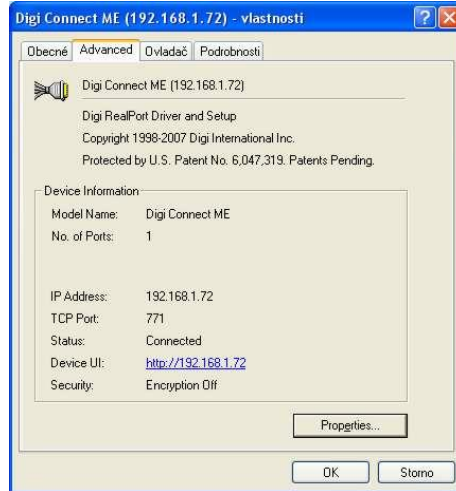 Digi Connect ME (192.168.1.72) - vlastnosti
Obecné Advanced Ovladač Podrobnosti
Digi Connect ME (192.168.1.72)
Digi RealPort Driver and Setup
Copyright 1998-2007 Digi International Inc.
Protected by U.S. Patent No. 6,047,319. Patents Pending.
Device Information
Model Name: Digi Connect ME
No. of Ports: 1
IP Address: 192.168.1.72
TCP Port: 771
Status: Connected
Device UI: http://192.168.1.72
Security: Encryption Off
Properties...
OK Storno